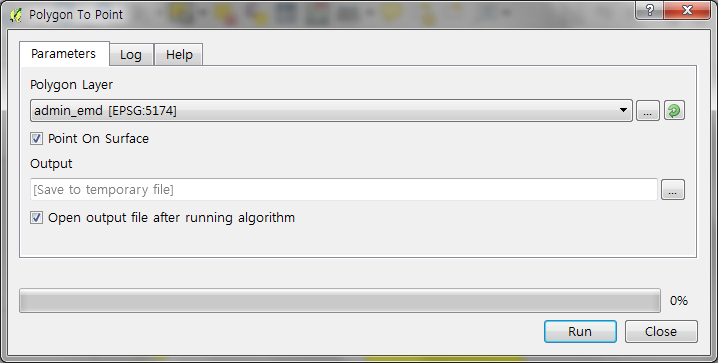 Polygon To Point
Parameters
Log
Help
Polygon Layer
admin_emd [EPSG:5174]
...
Point On Surface
Output
[Save to temporary file]
...
Open output file after running algorithm
0%
Run
Close